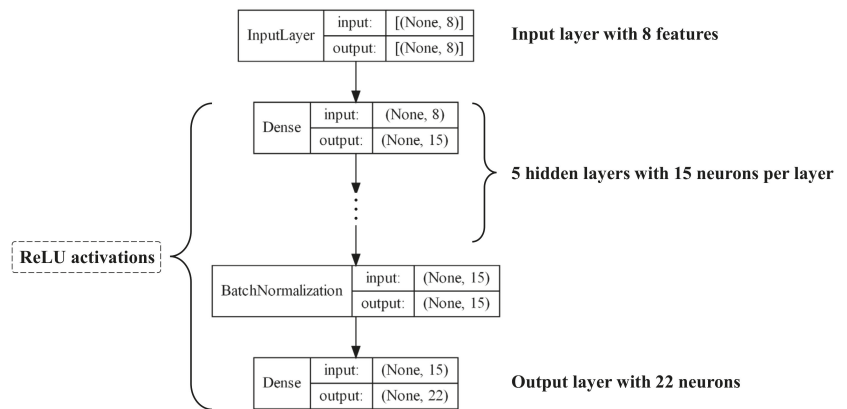 InputLayer
input:
[(None, 8)]
output:
[(None, 8)]
Input layer with 8 features
Dense
input:
(None, 8)
output:
(None, 15)
5 hidden layers with 15 neurons per layer
ReLU activations
BatchNormalization
input:
(None, 15)
output:
(None, 15)
Dense
input:
(None, 15)
output:
(None, 22)
Output layer with 22 neurons